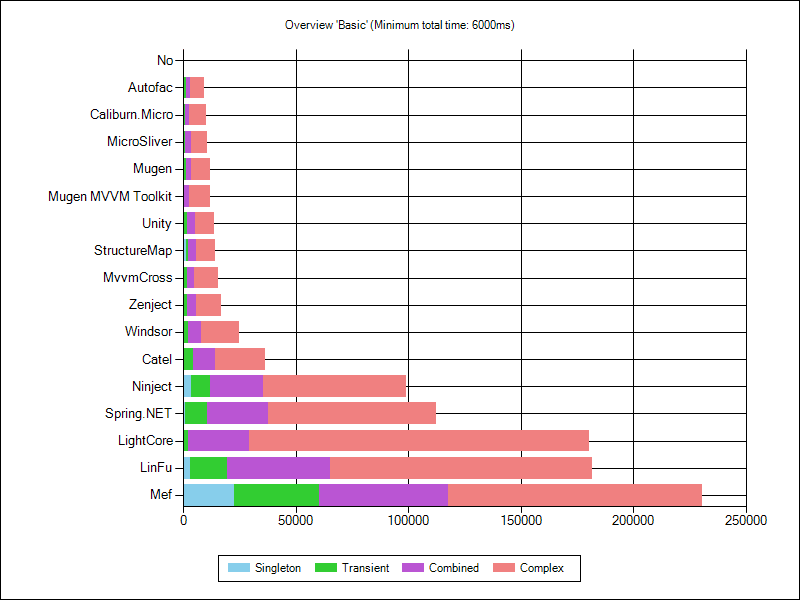 Overview 'Basic' (Minimum total time: 6000ms)
No
Autofac
Caliburn.Micro
MicroSliver
Mugen
Mugen MVVM Toolkit
Unity
StructureMap
MvvmCross
Zenject
Windsor
Catel
Ninject
Spring.NET
LightCore
LinFu
Mef
0 50000 100000 150000 200000 250000
Singleton Transient Combined Complex